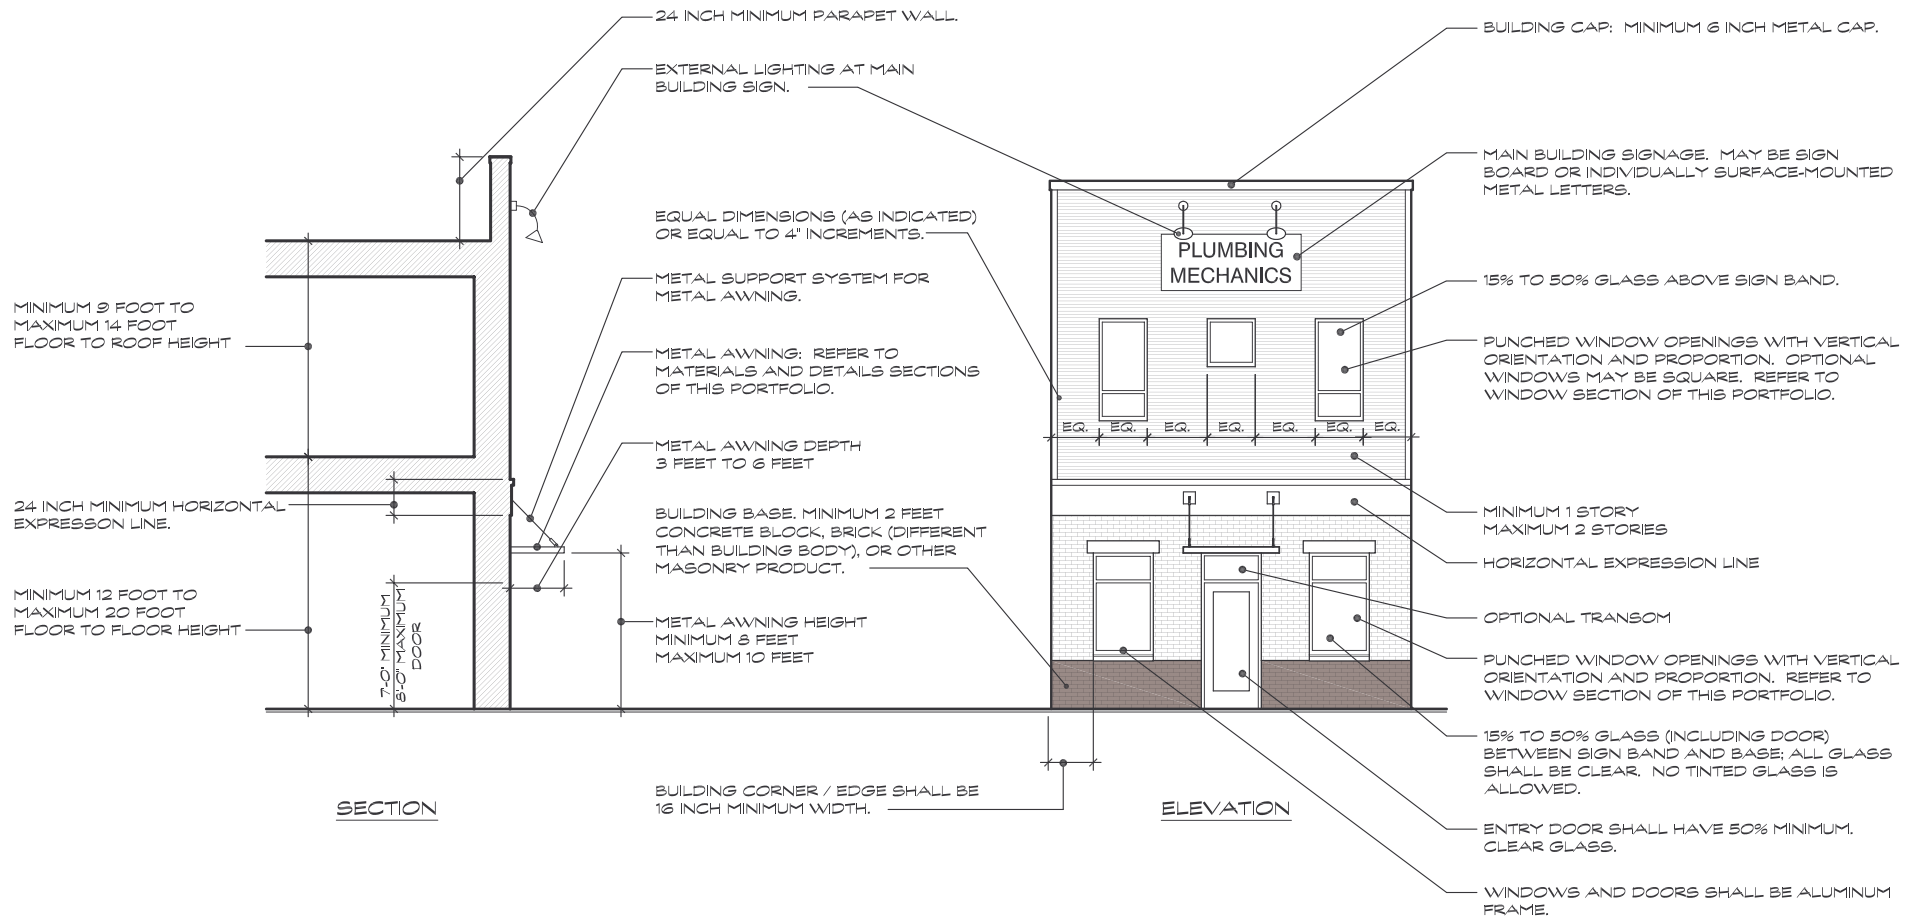 24 INCH MINIMUM PARAPET WALL.
EXTERNAL LIGHTING AT MAIN
BUILDING SIGN.
EQUAL DIMENSIONS (AS INDICATED)
OR EQUAL TO 4" INCREMENTS.
METAL SUPPORT SYSTEM FOR
METAL AWNING.
METAL AWNING: REFER TO
MATERIALS AND DETAILS SECTIONS
OF THIS PORTFOLIO.
METAL AWNING DEPTH
3 FEET TO 6 FEET
BUILDING BASE. MINIMUM 2 FEET
CONCRETE BLOCK, BRICK (DIFFERENT
THAN BUILDING BODY), OR OTHER
MASONRY PRODUCT.
METAL AWNING HEIGHT
MINIMUM 8 FEET
MAXIMUM 10 FEET
BUILDING CORNER / EDGE SHALL BE
16 INCH MINIMUM WIDTH.
MINIMUM 9 FOOT TO
MAXIMUM 14 FOOT
FLOOR TO ROOF HEIGHT
24 INCH MINIMUM HORIZONTAL
EXPRESSON LINE.
MINIMUM 12 FOOT TO
MAXIMUM 20 FOOT
FLOOR TO FLOOR HEIGHT
7'-0" MINIMUM
8'-0" MAXIMUM
DOOR
SECTION
PLUMBING
MECHANICS
EQ. EQ. EQ. EQ. EQ. EQ. EQ.
ELEVATION
BUILDING CAP: MINIMUM 6 INCH METAL CAP.
MAIN BUILDING SIGNAGE. MAY BE SIGN
BOARD OR INDIVIDUALLY SURFACE-MOUNTED
METAL LETTERS.
15% TO 50% GLASS ABOVE SIGN BAND.
PUNCHED WINDOW OPENINGS WITH VERTICAL
ORIENTATION AND PROPORTION. OPTIONAL
WINDOWS MAY BE SQUARE. REFER TO
WINDOW SECTION OF THIS PORTFOLIO.
MINIMUM 1 STORY
MAXIMUM 2 STORIES
HORIZONTAL EXPRESSION LINE
OPTIONAL TRANSOM
PUNCHED WINDOW OPENINGS WITH VERTICAL
ORIENTATION AND PROPORTION. REFER TO
WINDOW SECTION OF THIS PORTFOLIO.
15% TO 50% GLASS (INCLUDING DOOR)
BETWEEN SIGN BAND AND BASE; ALL GLASS
SHALL BE CLEAR. NO TINTED GLASS IS
ALLOWED.
ENTRY DOOR SHALL HAVE 50% MINIMUM.
CLEAR GLASS.
WINDOWS AND DOORS SHALL BE ALUMINUM
FRAME.